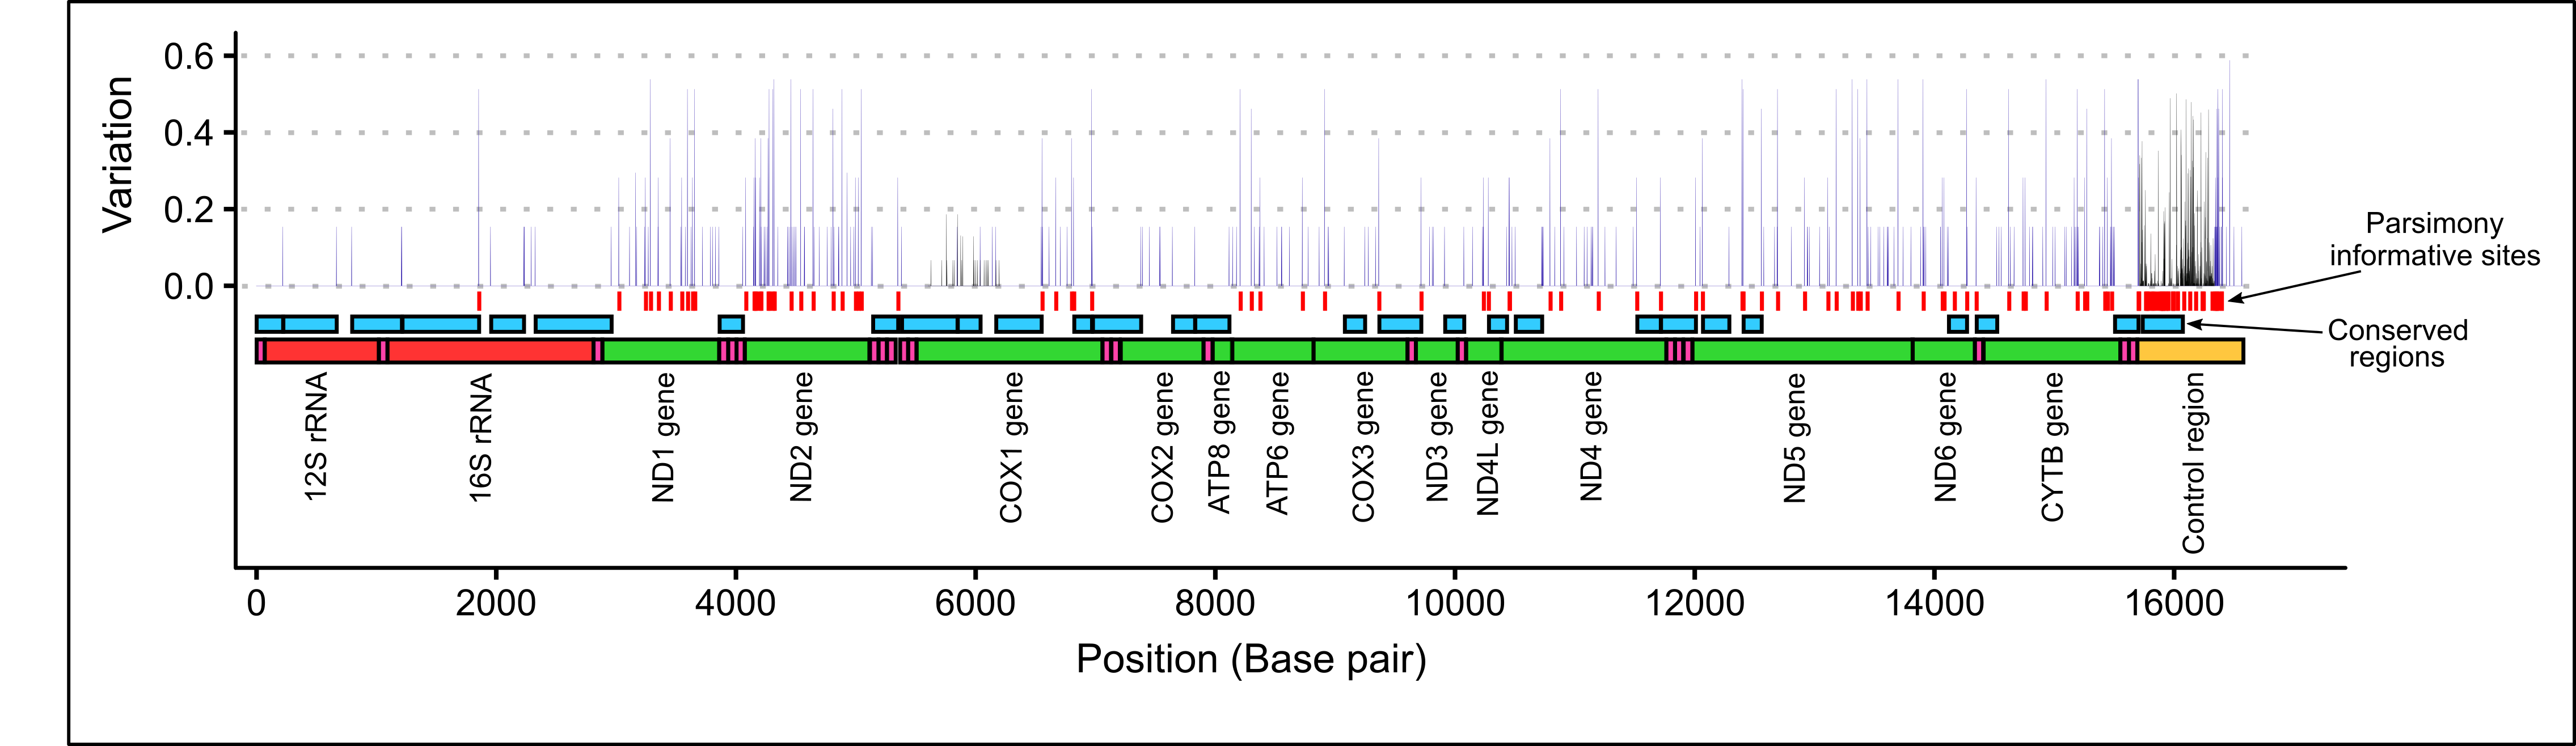 Variation
0.6
0.4
0.2
0.0
Parsimony
informative sites
Conserved
regions
12S rRNA
16S rRNA
ND1 gene
ND2 gene
COX1 gene
COX2 gene
ATP8 gene
ATP6 gene
COX3 gene
ND3 gene
ND4L gene
ND4 gene
ND5 gene
ND6 gene
CYTB gene
Control region
0
2000
4000
6000
8000
10000
12000
14000
16000
Position (Base pair)